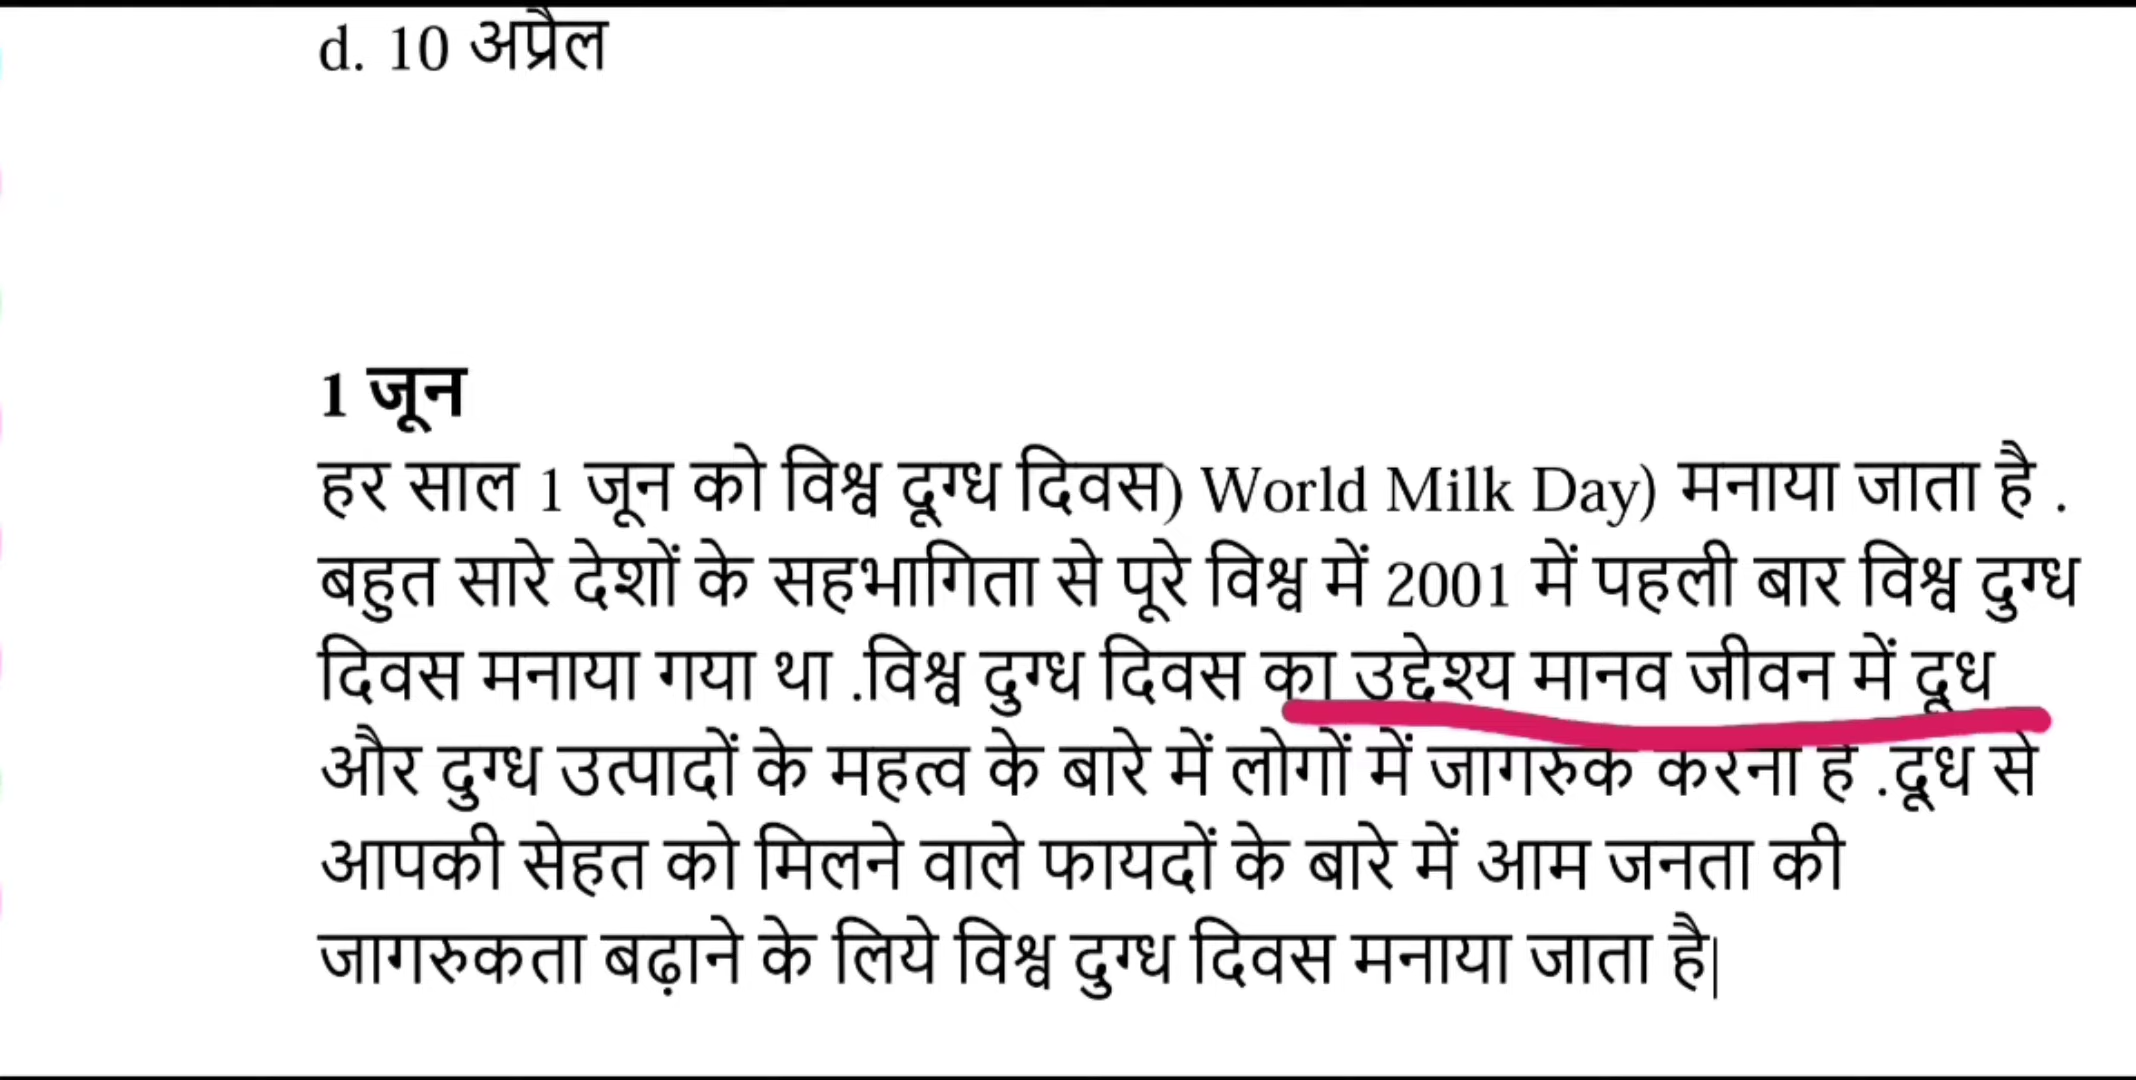 d. 10 अप्रैल
1 जून
हर साल 1 जून को विश्व दूग्ध दिवस) World Milk Day) मनाया जाता है .
बहुत सारे देशों के सहभागिता से पूरे विश्व में 2001 में पहली बार विश्व दुग्ध
दिवस मनाया गया था .विश्व दुग्ध दिवस का उद्देश्य मानव जीवन में दूध
और दुग्ध उत्पादों के महत्व के बारे में लोगों में जागरुक करना है .दूध से
आपकी सेहत को मिलने वाले फायदों के बारे में आम जनता की
जागरुकता बढ़ाने के लिये विश्व दुग्ध दिवस मनाया जाता है|